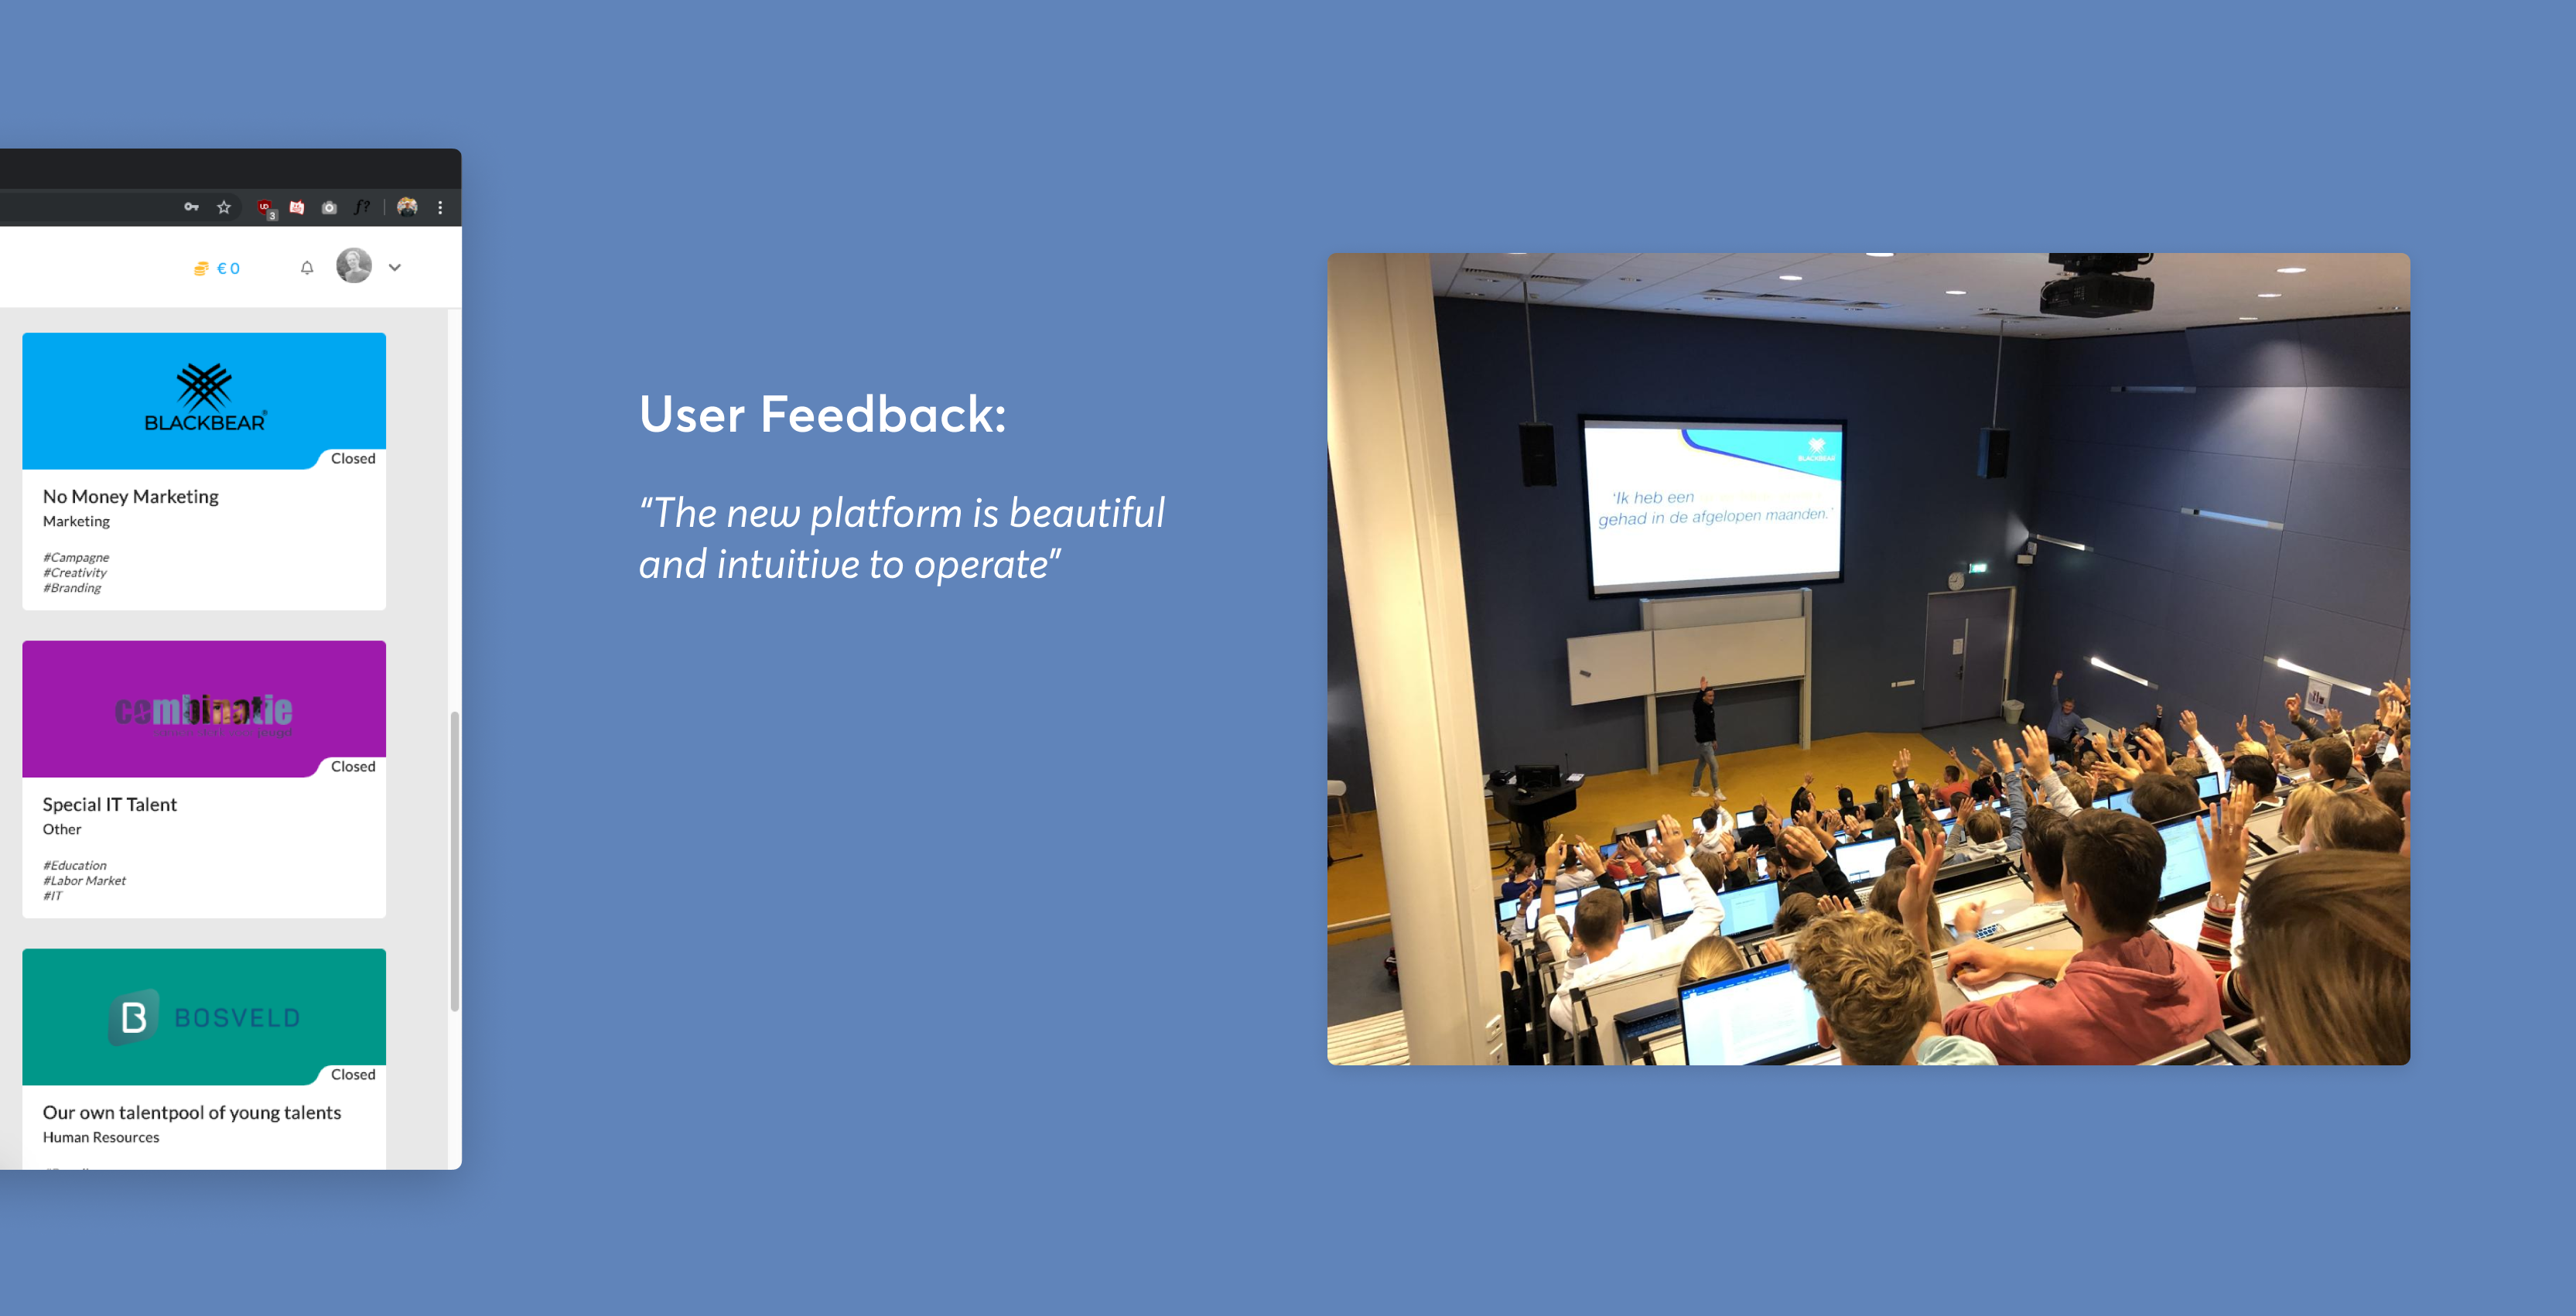 3
€ 0
BLACKBEAR®
Closed
No Money Marketing
Marketing
#Campagne
#Creativity
#Branding
combinatie
Closed
Special IT Talent
Other
#Education
#Labor Market
#IT
B BOSVELD
Closed
Our own talentpool of young talents
Human Resources
User Feedback:
“The new platform is beautiful
and intuitive to operate”
BLACKBEAR
‘Ik heb een
gehad in de afgelopen maanden.’